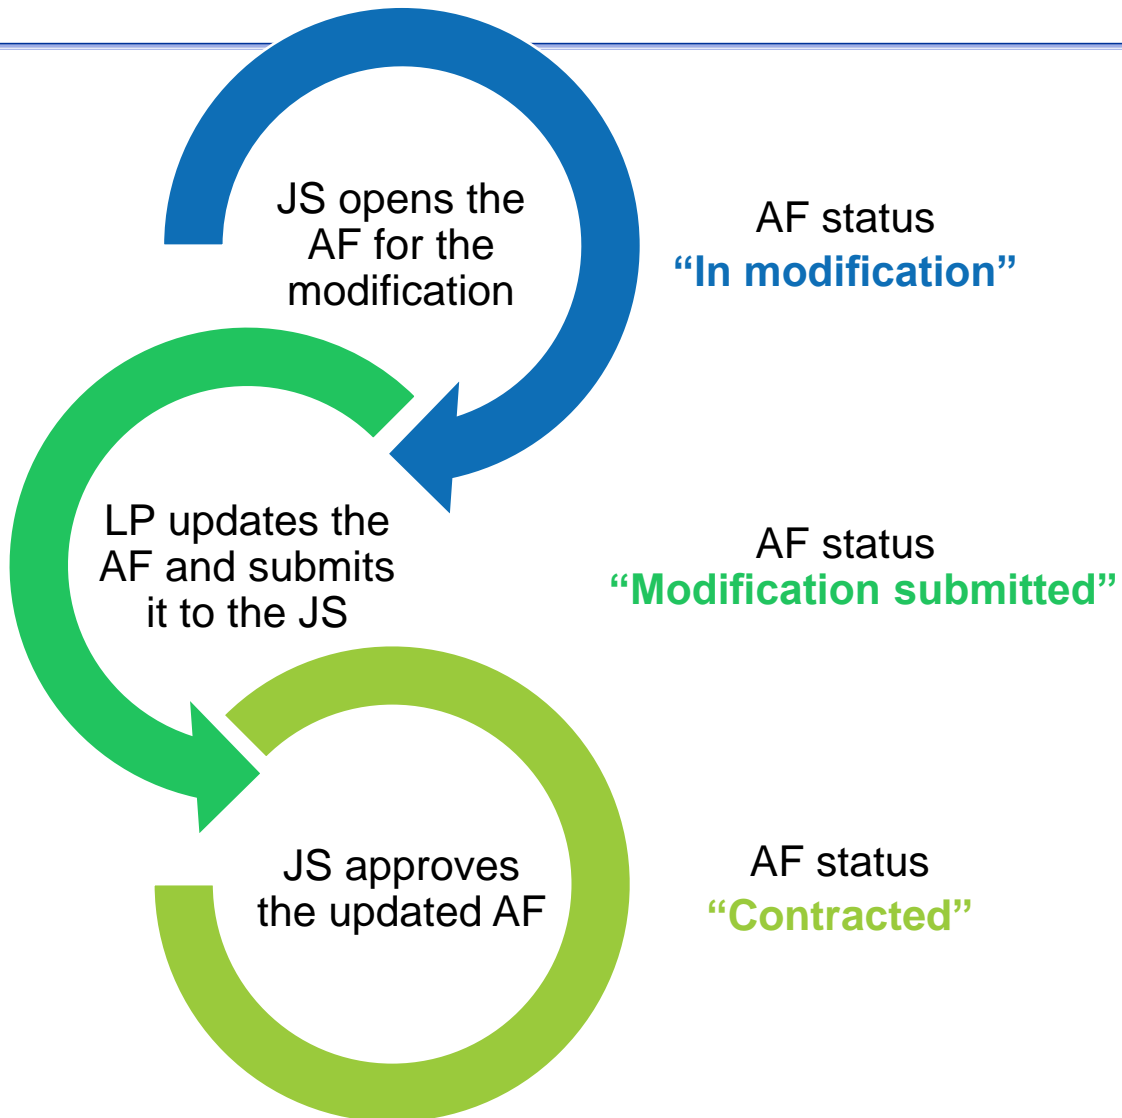 JS opens the
AF for the
modification
AF status
“In modification”
LP updates the
AF and submits
it to the JS
AF status
“Modification submitted”
JS approves
the updated AF
AF status
“Contracted”